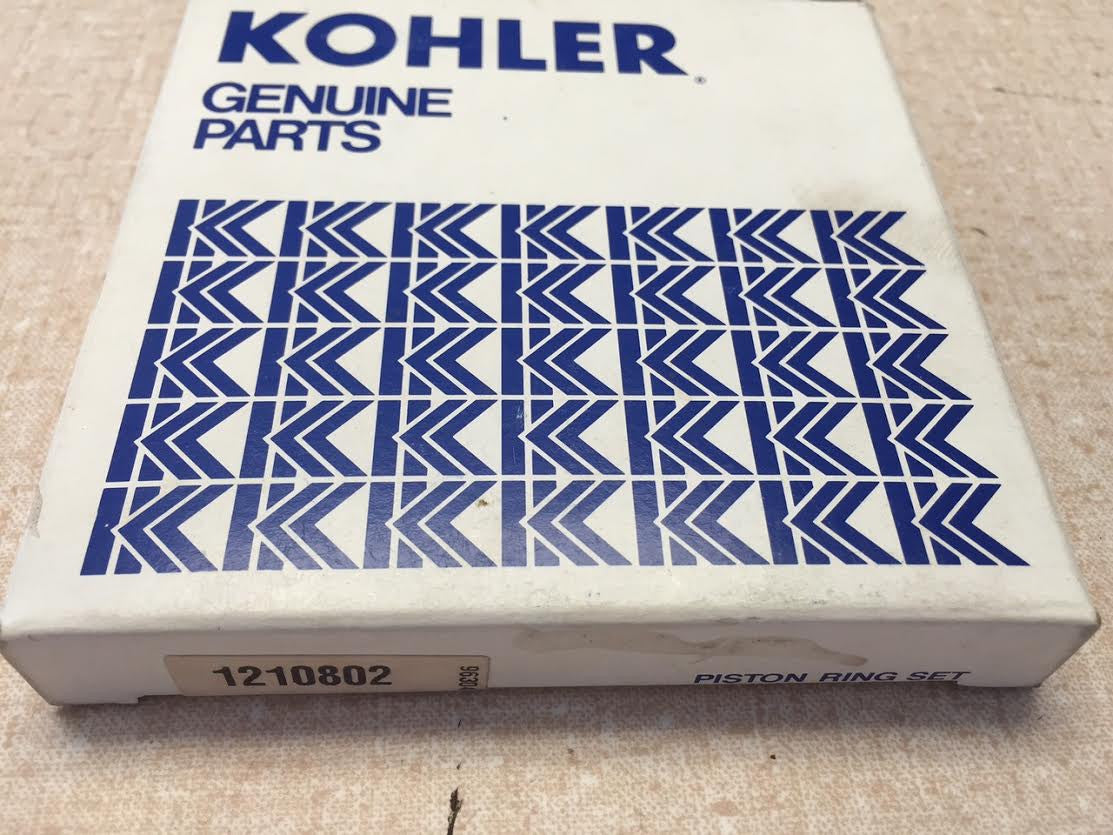 KOHLER®
GENUINE
PARTS
1210802
PISTON RING SET